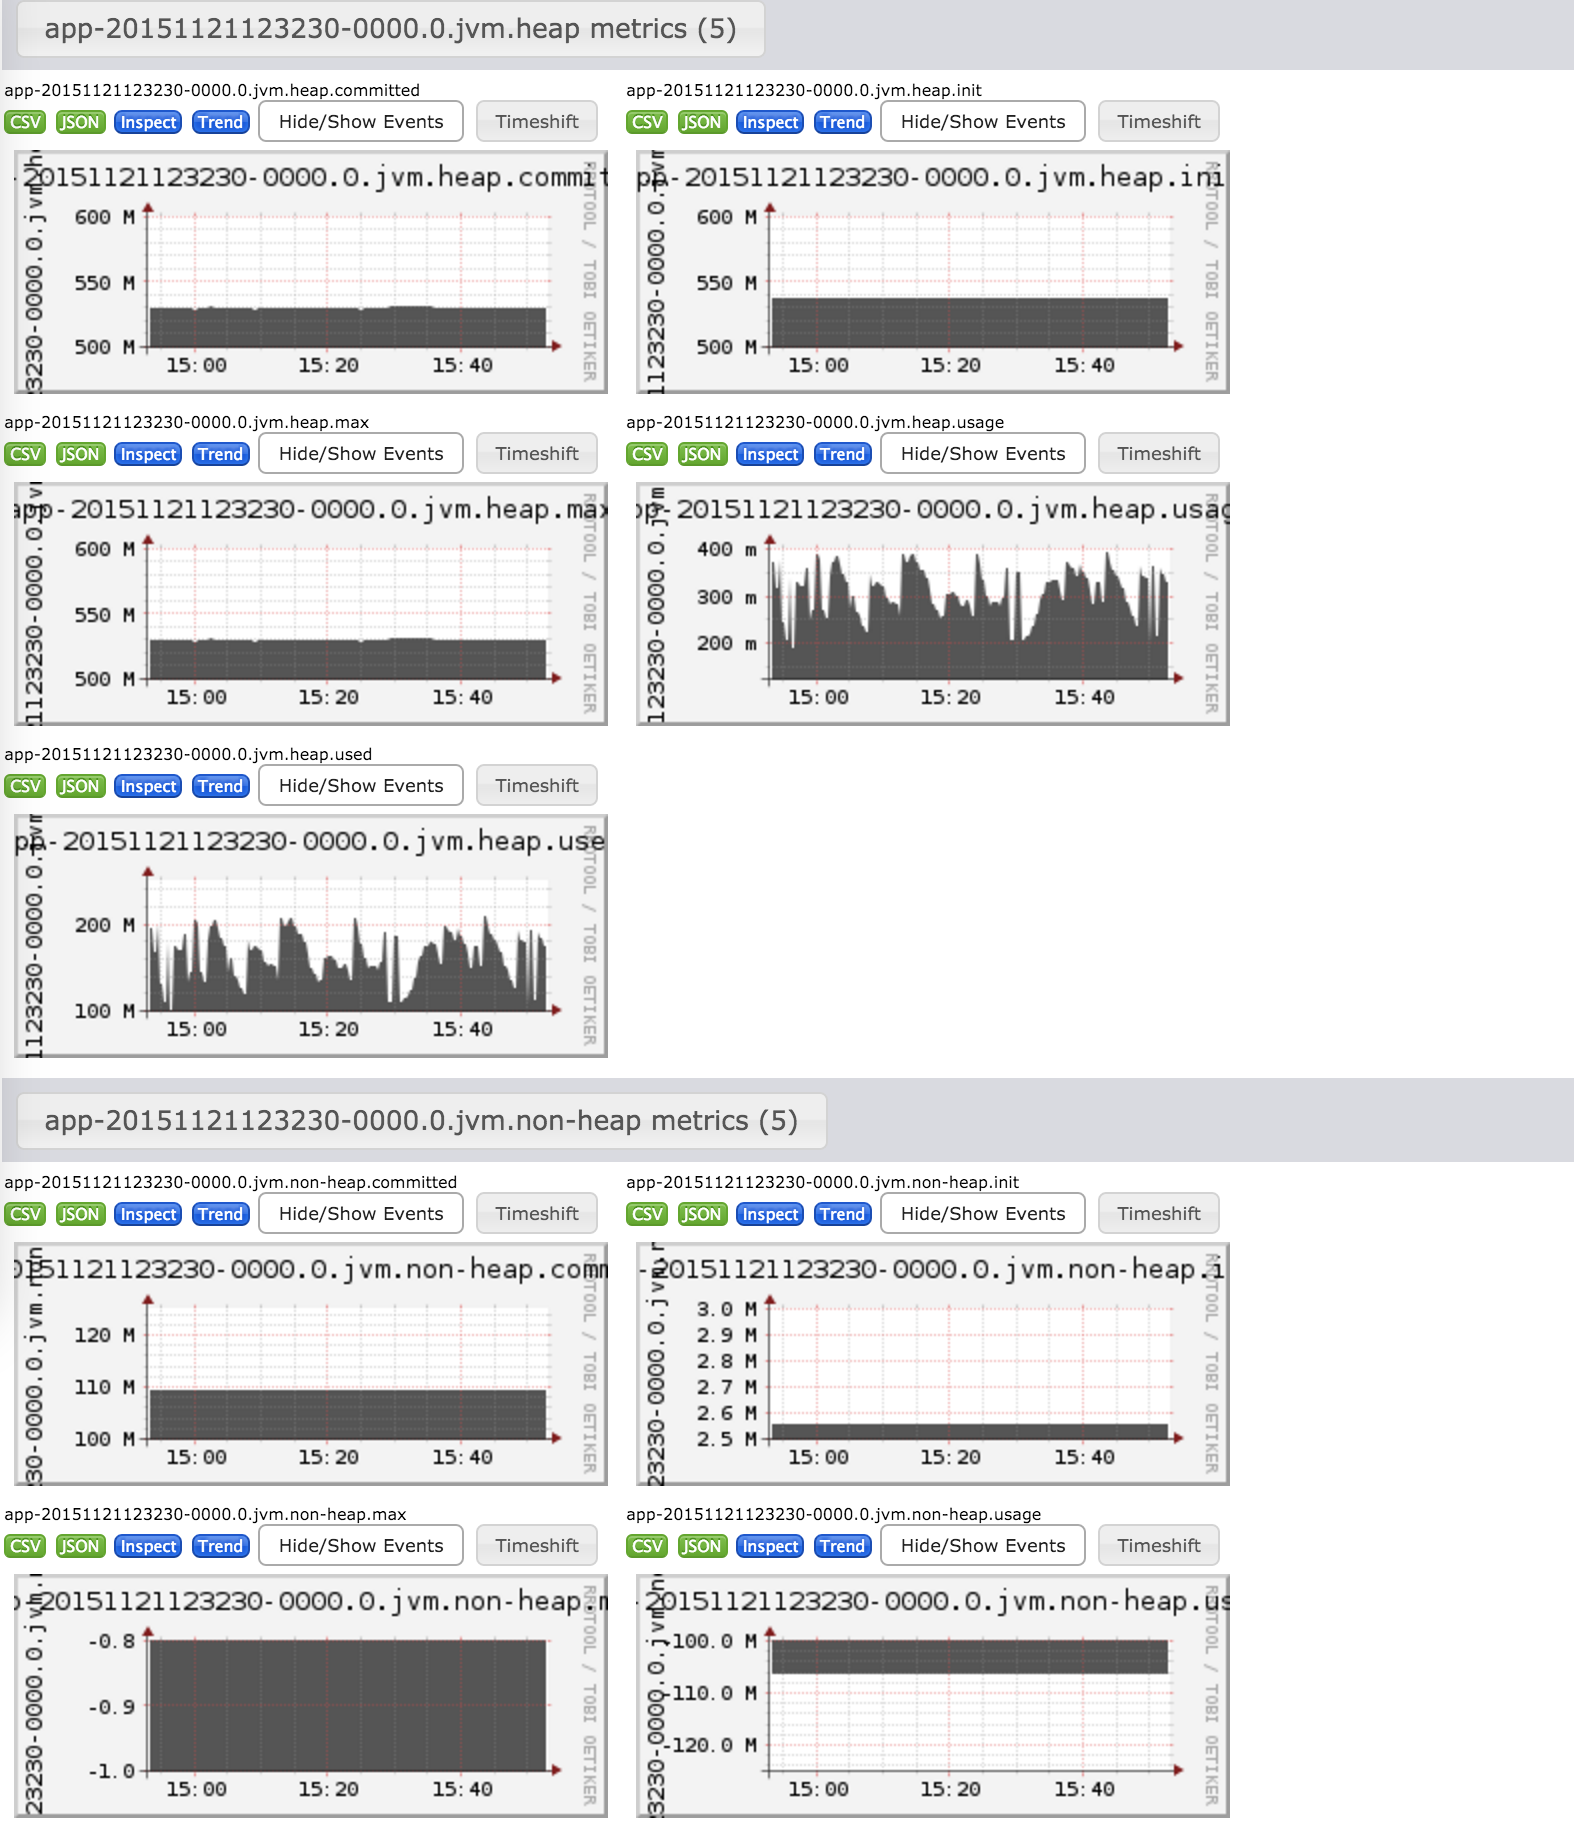 app-20151121123230-0000.0.jvm.heap metrics (5)
app-20151121123230-0000.0.jvm.heap.committed
CSV JSON Inspect Trend Hide/Show Events Timeshift
-20151121123230-0000.0.jvm.heap.commit
23230-0000.0.jvm.h
RRDTOOL / TOBI OETIKER
600 M
550 M
500 M
15:00 15:20 15:40
app-20151121123230-0000.0.jvm.heap.init
CSV JSON Inspect Trend Hide/Show Events Timeshift
pp-20151121123230-0000.0.jvm.heap.ini
1123230-0000.0.jvm
RRDTOOL / TOBI OETIKER
600 M
550 M
500 M
15:00 15:20 15:40
app-20151121123230-0000.0.jvm.heap.max
CSV JSON Inspect Trend Hide/Show Events Timeshift
app-20151121123230-0000.0.jvm.heap.max
1123230-0000.0.jv
RRDTOOL / TOBI OETIKER
600 M
550 M
500 M
15:00 15:20 15:40
app-20151121123230-0000.0.jvm.heap.usage
CSV JSON Inspect Trend Hide/Show Events Timeshift
pp-20151121123230-0000.0.jvm.heap.usag
123230-0000.0.jvm
RRDTOOL / TOBI OETIKER
400 m
300 m
200 m
15:00 15:20 15:40
app-20151121123230-0000.0.jvm.heap.used
CSV JSON Inspect Trend Hide/Show Events Timeshift
pp-20151121123230-0000.0.jvm.heap.use
1123230-0000.0.jvm
RRDTOOL / TOBI OETIKER
200 M
100 M
15:00 15:20 15:40
app-20151121123230-0000.0.jvm.non-heap metrics (5)
app-20151121123230-0000.0.jvm.non-heap.committed
CSV JSON Inspect Trend Hide/Show Events Timeshift
0151121123230-0000.0.jvm.non-heap.comm
230-0000.0.jvm.non
RRDTOOL / TOBI OETIKER
120 M
110 M
100 M
15:00 15:20 15:40
app-20151121123230-0000.0.jvm.non-heap.init
CSV JSON Inspect Trend Hide/Show Events Timeshift
-20151121123230-0000.0.jvm.non-heap.i
23230-0000.0.jvm.n
RRDTOOL / TOBI OETIKER
3.0 M
2.9 M
2.8 M
2.7 M
2.6 M
2.5 M
15:00 15:20 15:40
app-20151121123230-0000.0.jvm.non-heap.max
CSV JSON Inspect Trend Hide/Show Events Timeshift
p-20151121123230-0000.0.jvm.non-heap.m
23230-0000.0.jvm.n
RRDTOOL / TOBI OETIKER
-0.8
-0.9
-1.0
15:00 15:20 15:40
app-20151121123230-0000.0.jvm.non-heap.usage
CSV JSON Inspect Trend Hide/Show Events Timeshift
-20151121123230-0000.0.jvm.non-heap.us
23230-0000.0.jvm.no
RRDTOOL / TOBI OETIKER
-100.0 M
-110.0 M
-120.0 M
15:00 15:20 15:40